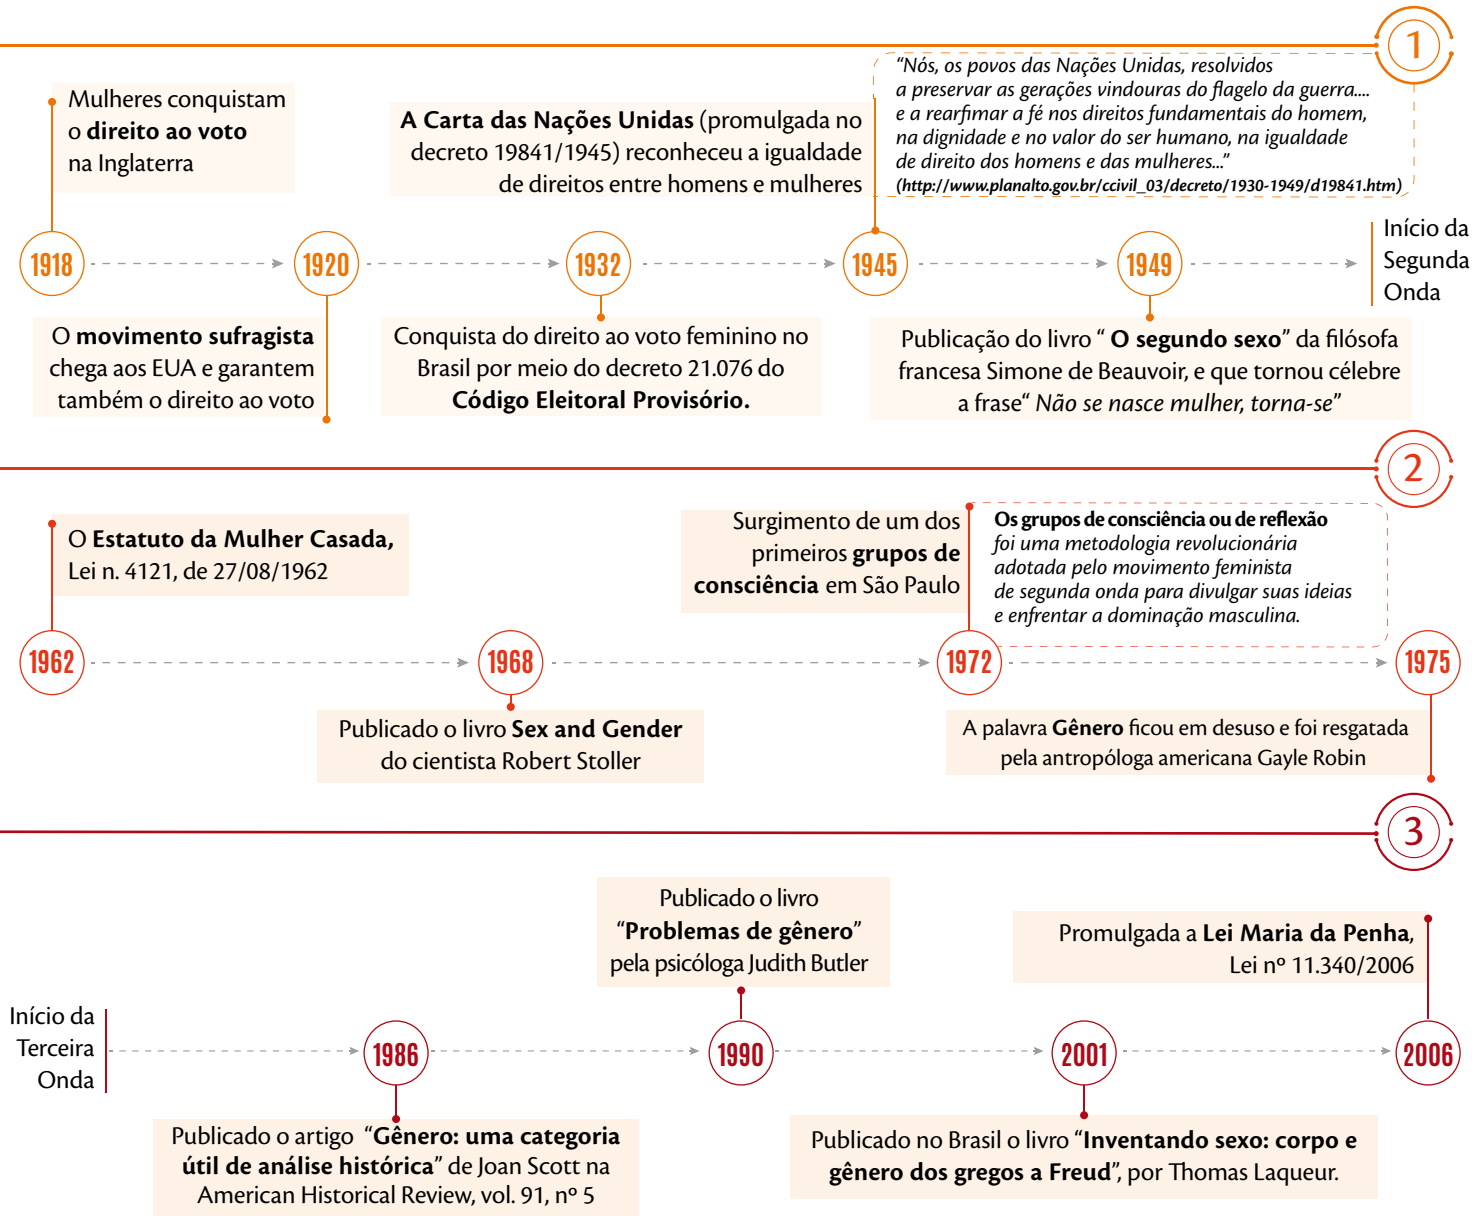 1
Mulheres conquistam
o direito ao voto
na Inglaterra
A Carta das Nações Unidas (promulgada no
decreto 19841/1945) reconheceu a igualdade
de direitos entre homens e mulheres
“Nós, os povos das Nações Unidas, resolvidos
a preservar as gerações vindouras do flagelo da guerra....
e a rearfimar a fé nos direitos fundamentais do homem,
na dignidade e no valor do ser humano, na igualdade
de direito dos homens e das mulheres...”
(http://www.planalto.gov.br/ccivil_03/decreto/1930-1949/d19841.htm)
1918
1920
1932
1945
1949
Início da
Segunda
Onda
O movimento sufragista
chega aos EUA e garantem
também o direito ao voto
Conquista do direito ao voto feminino no
Brasil por meio do decreto 21.076 do
Código Eleitoral Provisório.
Publicação do livro “ O segundo sexo” da filósofa
francesa Simone de Beauvoir, e que tornou célebre
a frase“ Não se nasce mulher, torna-se”
2
O Estatuto da Mulher Casada,
Lei n. 4121, de 27/08/1962
Surgimento de um dos
primeiros grupos de
consciência em São Paulo
Os grupos de consciência ou de reflexão
foi uma metodologia revolucionária
adotada pelo movimento feminista
de segunda onda para divulgar suas ideias
e enfrentar a dominação masculina.
1962
1968
1972
1975
Publicado o livro Sex and Gender
do cientista Robert Stoller
A palavra Gênero ficou em desuso e foi resgatada
pela antropóloga americana Gayle Robin
3
Publicado o livro
“Problemas de gênero”
pela psicóloga Judith Butler
Promulgada a Lei Maria da Penha,
Lei nº 11.340/2006
Início da
Terceira
Onda
1986
1990
2001
2006
Publicado o artigo “Gênero: uma categoria
útil de análise histórica” de Joan Scott na
American Historical Review, vol. 91, nº 5
Publicado no Brasil o livro “Inventando sexo: corpo e
gênero dos gregos a Freud”, por Thomas Laqueur.